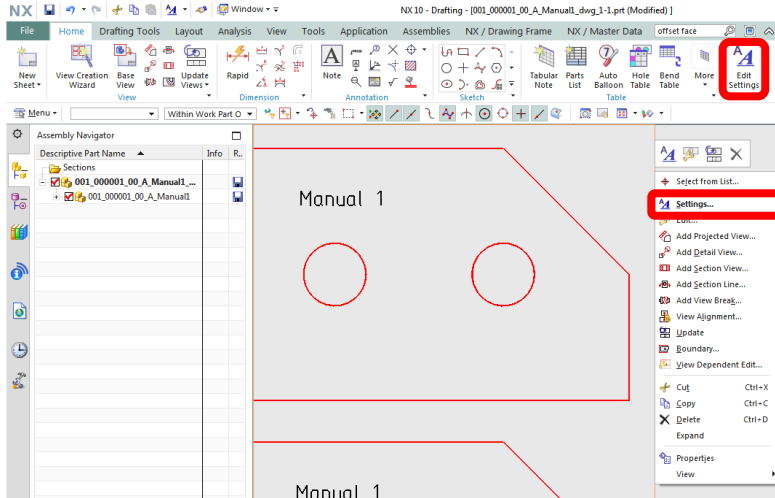 NX Window NX 10 - Drafting - [001_000001_00_A_Manual1_dwg_1-1.prt (Modified) ]
File Home Drafting Tools Layout Analysis View Tools Application Assemblies NX / Drawing Frame NX / Master Data offset face
New Sheet View Creation Wizard Base View Update Views Rapid Note Tabular Note Parts List Auto Balloon Hole Table Bend Table More Edit Settings
View Dimension Annotation Sketch Table
Menu Within Work Part O
Assembly Navigator
Descriptive Part Name Info R..
Sections
001_000001_00_A_Manual1_...
001_000001_00_A_Manual1
Manual 1
Manual 1
Select from List...
Settings...
Edit...
Add Projected View...
Add Detail View...
Add Section View...
Add Section Line...
Add View Break...
View Alignment...
Update
Boundary...
View Dependent Edit...
Cut Ctrl+X
Copy Ctrl+C
Delete Ctrl+D
Expand
Properties
View